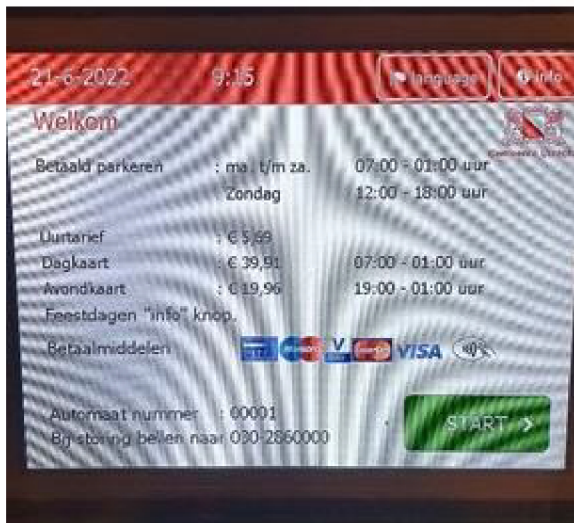 21-6-2022 9:15 language info
Welkom
Gemeente Utrecht
Betaald parkeren : ma. t/m za. 07:00 - 01:00 uur
Zondag 12:00 - 18:00 uur
Uurtarief : € 5,69
Dagkaart : € 39,91 07:00 - 01:00 uur
Avondkaart : € 19,96 19:00 - 01:00 uur
Feestdagen "info" knop.
Betaalmiddelen V VISA
Automaat nummer : 00001
Bij storing bellen naar 030-2860000
START >